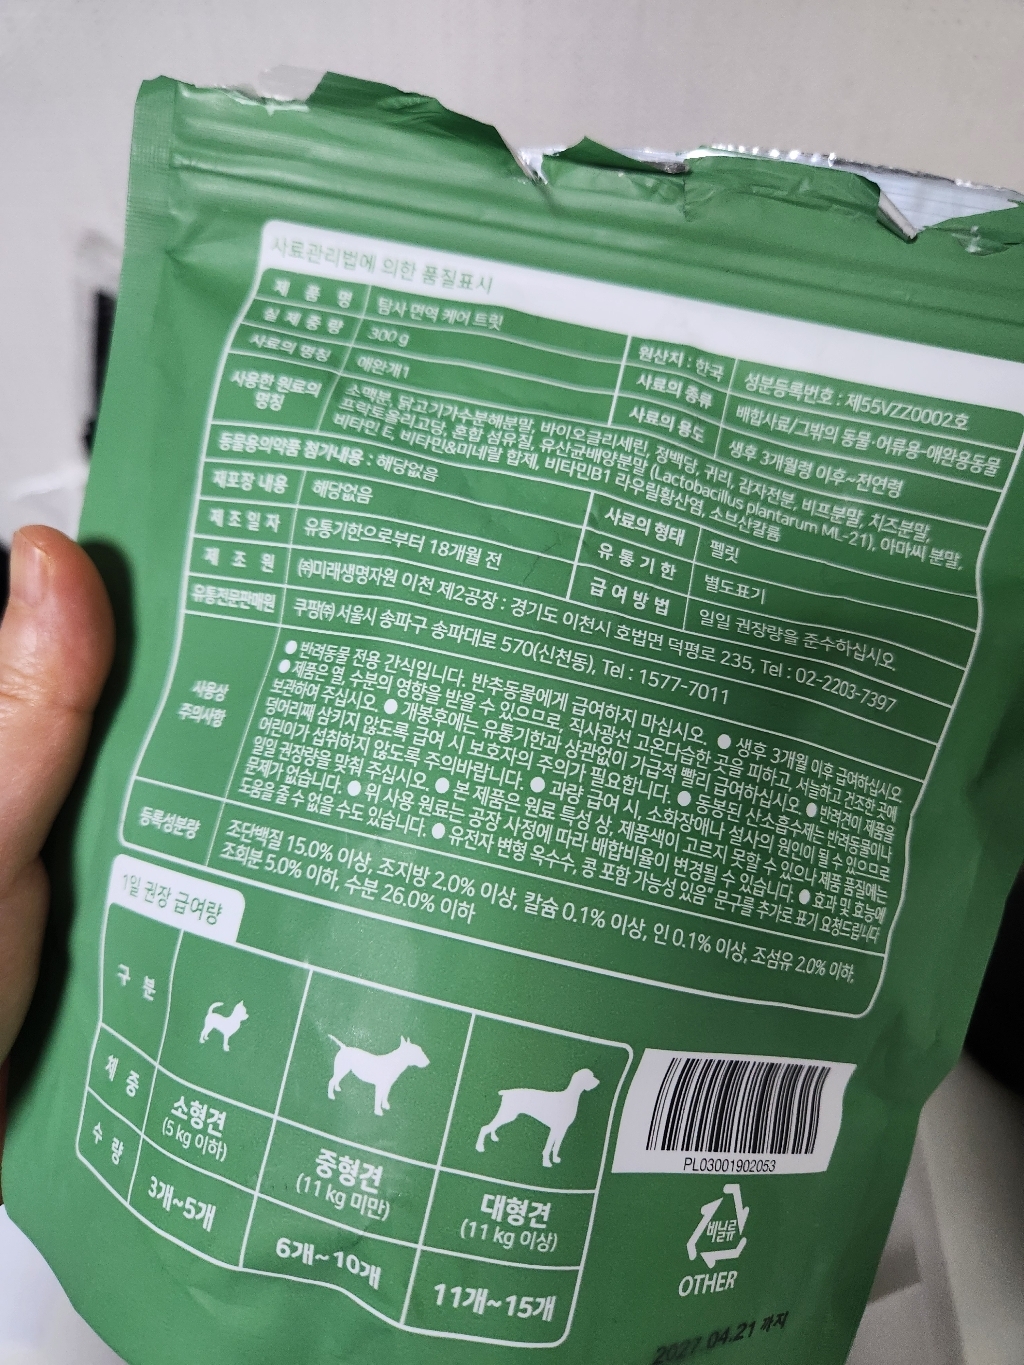 사료관리법에 의한 품질표시
제 품 명 탐사 면역 케어 트릿
실 제 중 량 300 g 원산지 : 한국 성분등록번호 : 제55VZZ0002호
사료의 명칭 애완개1 사료의 종류 배합사료/그밖의 동물·어류용-애완용동물
사료의 용도 생후 3개월령 이후~전연령
사용한 원료의 명칭
소맥분, 닭고기가수분해분말, 바이오글리세린, 정백당, 귀리, 감자전분, 비프분말, 치즈분말,
프락토올리고당, 혼합 섬유질, 유산균배양분말 (Lactobacillus plantarum ML-21), 아마씨 분말,
비타민 E, 비타민&미네랄 합제, 비타민B1 라우릴황산염, 소브산칼륨
동물용의약품 첨가내용 : 해당없음
재포장 내용 해당없음 사료의 형태 펠릿
제 조 일 자 유통기한으로부터 18개월 전 유 통 기 한 별도표기
급 여 방 법 일일 권장량을 준수하십시오.
제 조 원 ㈜미래생명자원 이천 제2공장 : 경기도 이천시 호법면 덕평로 235, Tel : 02-2203-7397
유통전문판매원 쿠팡㈜ 서울시 송파구 송파대로 570(신천동), Tel : 1577-7011
사용상 주의사항
● 반려동물 전용 간식입니다. 반추동물에게 급여하지 마십시오. ● 생후 3개월 이후 급여하십시오.
● 제품은 열, 수분의 영향을 받을 수 있으므로, 직사광선 고온다습한 곳을 피하고, 서늘하고 건조한 곳에
보관하여 주십시오. ● 개봉후에는 유통기한과 상관없이 가급적 빨리 급여하십시오. ● 반려견이 제품을
덩어리째 삼키지 않도록 급여 시 보호자의 주의가 필요합니다. ● 동봉된 산소흡수제는 반려동물이나
어린이가 섭취하지 않도록 주의바랍니다. ● 과량 급여 시, 소화장애나 설사의 원인이 될 수 있으므로
일일 권장량을 맞춰 주십시오. ● 본 제품은 원료 특성 상, 제품색이 고르지 못할 수 있으나 제품 품질에는
문제가 없습니다. ● 위 사용 원료는 공장 사정에 따라 배합비율이 변경될 수 있습니다. ● 효과 및 효능에
도움을 줄 수 없을 수도 있습니다. ● 유전자 변형 옥수수, 콩 포함 가능성 있음" 문구를 추가로 표기 요청드립니다
등록성분량
조단백질 15.0% 이상, 조지방 2.0% 이상, 칼슘 0.1% 이상, 인 0.1% 이상, 조섬유 2.0% 이하,
조회분 5.0% 이하, 수분 26.0% 이하
1일 권장 급여량
구 분
체 중 소형견 (5 kg 이하) 중형견 (11 kg 미만) 대형견 (11 kg 이상)
수 량 3개~5개 6개~10개 11개~15개
PL03001902053
비닐류
OTHER
2027.04.21 까지